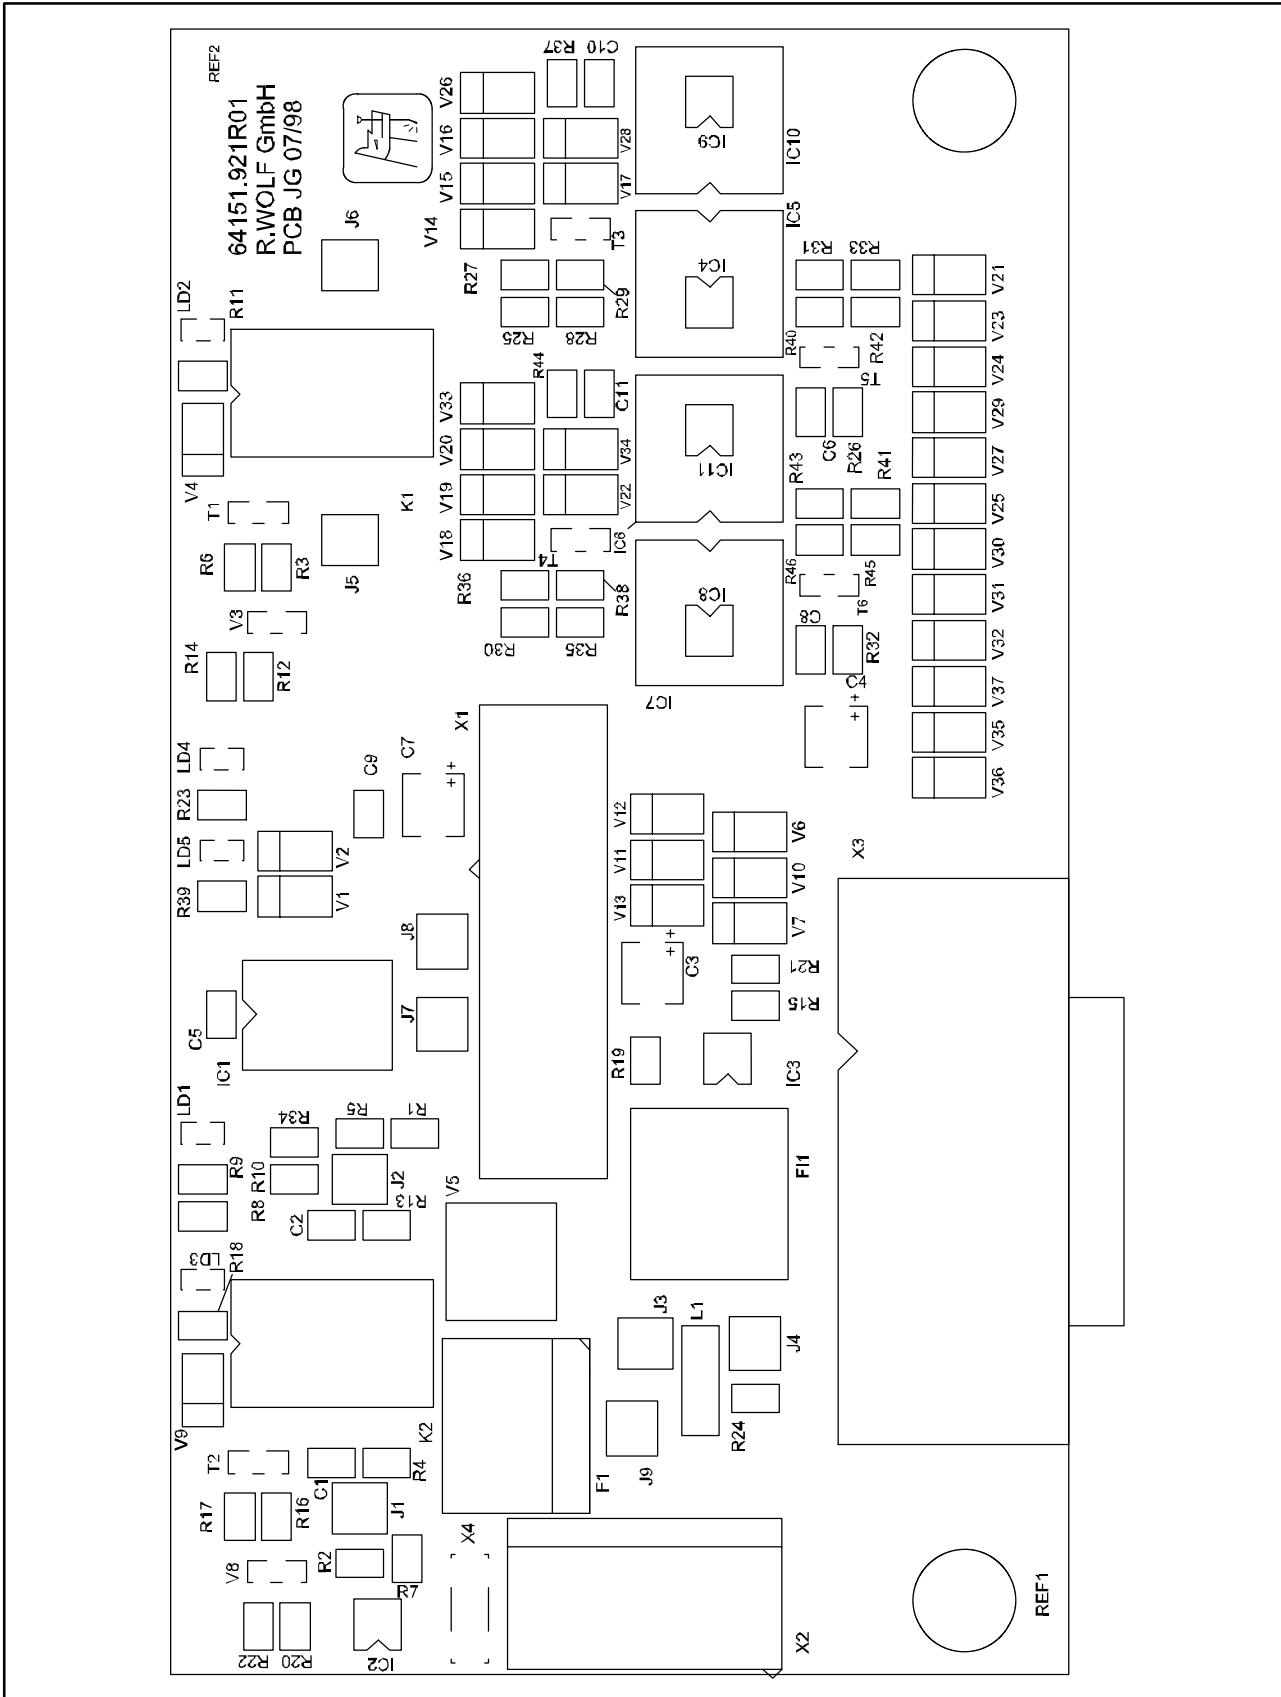 64151.921R01
R.WOLF GmbH
PCB JG 07/98
REF2
R37
C10
V26
V16
V28
V15
V17
V14
T3
IC9
IC10
J6
LD2
R11
R27
R29
R25
R28
IC5
IC4
R31
R33
V21
V23
R40
R42
V24
T5
V4
K1
V33
R44
C11
V20
V34
V19
V22
V18
IC6
T4
IC11
R43
C6
R26
R41
V29
V27
V25
T1
R6
R3
J5
R36
R38
R30
R35
IC8
R46
R45
V30
V31
T6
C8
R32
V32
V3
R14
R12
IC7
C4
+ +
V37
V35
V36
X1
LD4
C9
C7
+ +
R23
LD5
V2
R39
V1
V12
V6
V11
V10
V13
V7
X3
J8
C3
+ +
R21
R15
C5
IC1
J7
R19
IC3
LD1
R34
R5
R1
R9
R10
J2
R8
C2
R13
V5
FI1
LD3
R18
J3
L1
J4
V9
K2
T2
C1
R4
F1
J9
R24
R17
R16
J1
X4
V8
R2
R7
R22
R20
IC2
X2
REF1